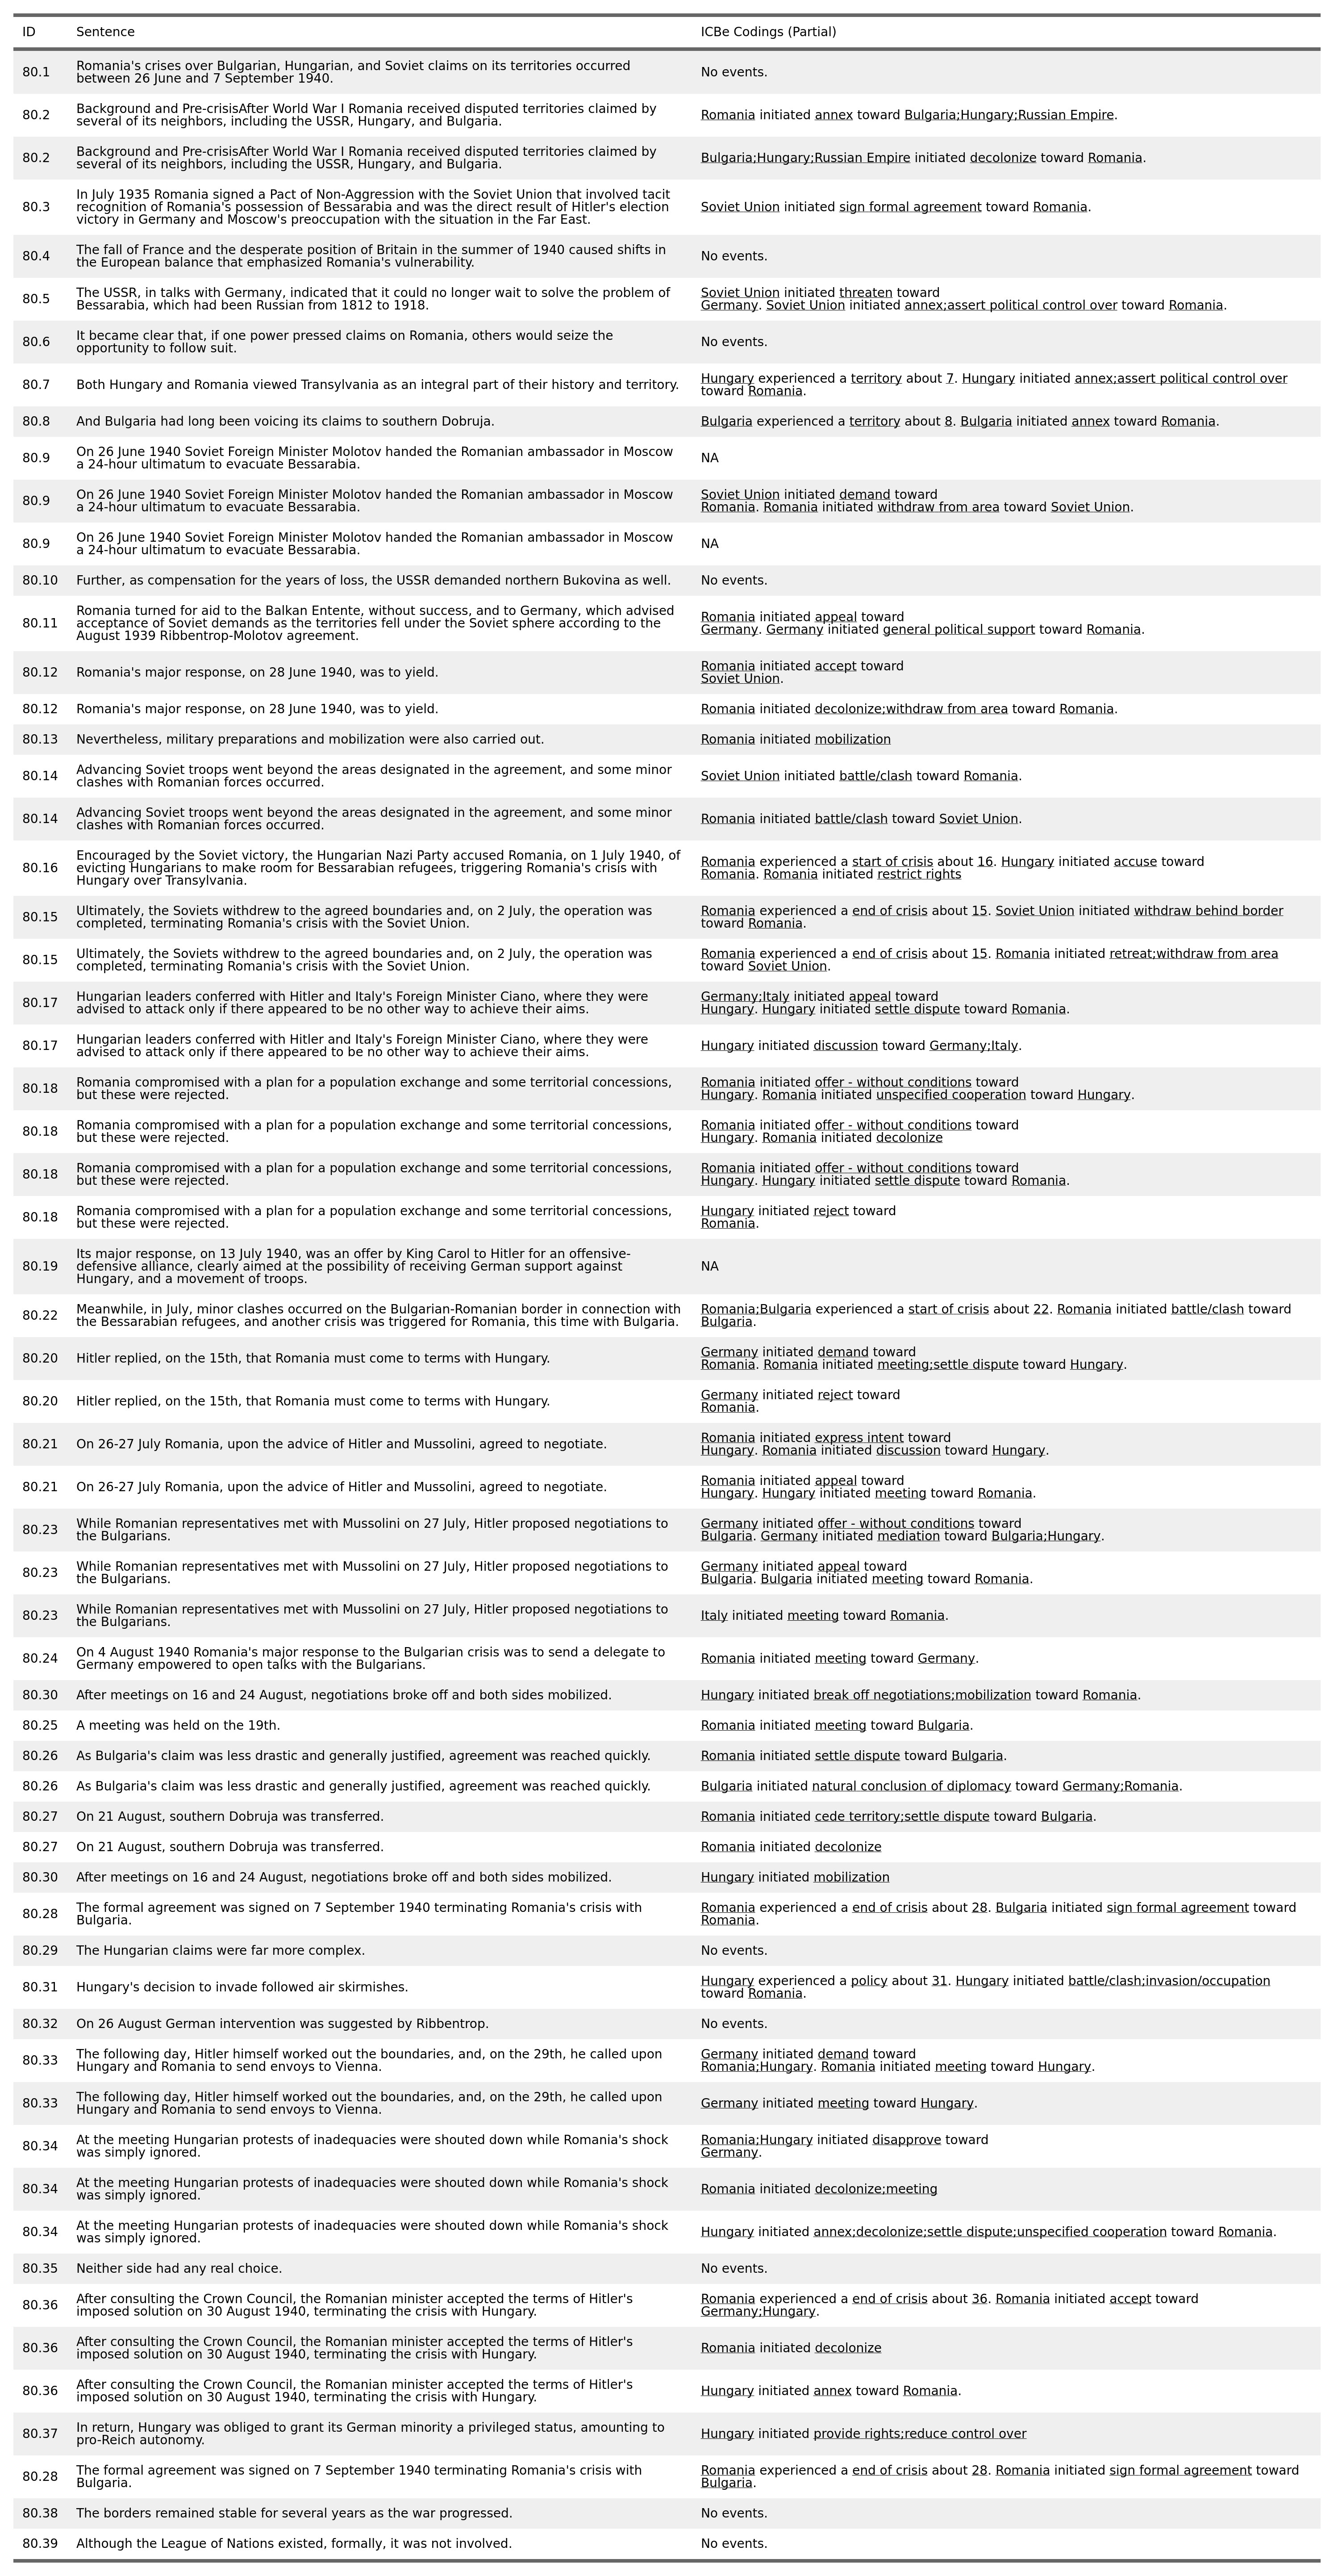 ID Sentence ICBe Codings (Partial)
80.1 Romania's crises over Bulgarian, Hungarian, and Soviet claims on its territories occurred
between 26 June and 7 September 1940. No events.
80.2 Background and Pre-crisisAfter World War I Romania received disputed territories claimed by
several of its neighbors, including the USSR, Hungary, and Bulgaria. Romania initiated annex toward Bulgaria;Hungary;Russian Empire.
80.2 Background and Pre-crisisAfter World War I Romania received disputed territories claimed by
several of its neighbors, including the USSR, Hungary, and Bulgaria. Bulgaria;Hungary;Russian Empire initiated decolonize toward Romania.
80.3 In July 1935 Romania signed a Pact of Non-Aggression with the Soviet Union that involved tacit
recognition of Romania's possession of Bessarabia and was the direct result of Hitler's election
victory in Germany and Moscow's preoccupation with the situation in the Far East. Soviet Union initiated sign formal agreement toward Romania.
80.4 The fall of France and the desperate position of Britain in the summer of 1940 caused shifts in
the European balance that emphasized Romania's vulnerability. No events.
80.5 The USSR, in talks with Germany, indicated that it could no longer wait to solve the problem of
Bessarabia, which had been Russian from 1812 to 1918. Soviet Union initiated threaten toward
Germany. Soviet Union initiated annex;assert political control over toward Romania.
80.6 It became clear that, if one power pressed claims on Romania, others would seize the
opportunity to follow suit. No events.
80.7 Both Hungary and Romania viewed Transylvania as an integral part of their history and territory. Hungary experienced a territory about 7. Hungary initiated annex;assert political control over
toward Romania.
80.8 And Bulgaria had long been voicing its claims to southern Dobruja. Bulgaria experienced a territory about 8. Bulgaria initiated annex toward Romania.
80.9 On 26 June 1940 Soviet Foreign Minister Molotov handed the Romanian ambassador in Moscow
a 24-hour ultimatum to evacuate Bessarabia. NA
80.9 On 26 June 1940 Soviet Foreign Minister Molotov handed the Romanian ambassador in Moscow
a 24-hour ultimatum to evacuate Bessarabia. Soviet Union initiated demand toward
Romania. Romania initiated withdraw from area toward Soviet Union.
80.9 On 26 June 1940 Soviet Foreign Minister Molotov handed the Romanian ambassador in Moscow
a 24-hour ultimatum to evacuate Bessarabia. NA
80.10 Further, as compensation for the years of loss, the USSR demanded northern Bukovina as well. No events.
80.11 Romania turned for aid to the Balkan Entente, without success, and to Germany, which advised
acceptance of Soviet demands as the territories fell under the Soviet sphere according to the
August 1939 Ribbentrop-Molotov agreement. Romania initiated appeal toward
Germany. Germany initiated general political support toward Romania.
80.12 Romania's major response, on 28 June 1940, was to yield. Romania initiated accept toward
Soviet Union.
80.12 Romania's major response, on 28 June 1940, was to yield. Romania initiated decolonize;withdraw from area toward Romania.
80.13 Nevertheless, military preparations and mobilization were also carried out. Romania initiated mobilization
80.14 Advancing Soviet troops went beyond the areas designated in the agreement, and some minor
clashes with Romanian forces occurred. Soviet Union initiated battle/clash toward Romania.
80.14 Advancing Soviet troops went beyond the areas designated in the agreement, and some minor
clashes with Romanian forces occurred. Romania initiated battle/clash toward Soviet Union.
80.16 Encouraged by the Soviet victory, the Hungarian Nazi Party accused Romania, on 1 July 1940, of
evicting Hungarians to make room for Bessarabian refugees, triggering Romania's crisis with
Hungary over Transylvania. Romania experienced a start of crisis about 16. Hungary initiated accuse toward
Romania. Romania initiated restrict rights
80.15 Ultimately, the Soviets withdrew to the agreed boundaries and, on 2 July, the operation was
completed, terminating Romania's crisis with the Soviet Union. Romania experienced a end of crisis about 15. Soviet Union initiated withdraw behind border
toward Romania.
80.15 Ultimately, the Soviets withdrew to the agreed boundaries and, on 2 July, the operation was
completed, terminating Romania's crisis with the Soviet Union. Romania experienced a end of crisis about 15. Romania initiated retreat;withdraw from area
toward Soviet Union.
80.17 Hungarian leaders conferred with Hitler and Italy's Foreign Minister Ciano, where they were
advised to attack only if there appeared to be no other way to achieve their aims. Germany;Italy initiated appeal toward
Hungary. Hungary initiated settle dispute toward Romania.
80.17 Hungarian leaders conferred with Hitler and Italy's Foreign Minister Ciano, where they were
advised to attack only if there appeared to be no other way to achieve their aims. Hungary initiated discussion toward Germany;Italy.
80.18 Romania compromised with a plan for a population exchange and some territorial concessions,
but these were rejected. Romania initiated offer - without conditions toward
Hungary. Romania initiated unspecified cooperation toward Hungary.
80.18 Romania compromised with a plan for a population exchange and some territorial concessions,
but these were rejected. Romania initiated offer - without conditions toward
Hungary. Romania initiated decolonize
80.18 Romania compromised with a plan for a population exchange and some territorial concessions,
but these were rejected. Romania initiated offer - without conditions toward
Hungary. Hungary initiated settle dispute toward Romania.
80.18 Romania compromised with a plan for a population exchange and some territorial concessions,
but these were rejected. Hungary initiated reject toward
Romania.
80.19 Its major response, on 13 July 1940, was an offer by King Carol to Hitler for an offensive-
defensive alliance, clearly aimed at the possibility of receiving German support against
Hungary, and a movement of troops. NA
80.22 Meanwhile, in July, minor clashes occurred on the Bulgarian-Romanian border in connection with
the Bessarabian refugees, and another crisis was triggered for Romania, this time with Bulgaria. Romania;Bulgaria experienced a start of crisis about 22. Romania initiated battle/clash toward
Bulgaria.
80.20 Hitler replied, on the 15th, that Romania must come to terms with Hungary. Germany initiated demand toward
Romania. Romania initiated meeting;settle dispute toward Hungary.
80.20 Hitler replied, on the 15th, that Romania must come to terms with Hungary. Germany initiated reject toward
Romania.
80.21 On 26-27 July Romania, upon the advice of Hitler and Mussolini, agreed to negotiate. Romania initiated express intent toward
Hungary. Romania initiated discussion toward Hungary.
80.21 On 26-27 July Romania, upon the advice of Hitler and Mussolini, agreed to negotiate. Romania initiated appeal toward
Hungary. Hungary initiated meeting toward Romania.
80.23 While Romanian representatives met with Mussolini on 27 July, Hitler proposed negotiations to
the Bulgarians. Germany initiated offer - without conditions toward
Bulgaria. Germany initiated mediation toward Bulgaria;Hungary.
80.23 While Romanian representatives met with Mussolini on 27 July, Hitler proposed negotiations to
the Bulgarians. Germany initiated appeal toward
Bulgaria. Bulgaria initiated meeting toward Romania.
80.23 While Romanian representatives met with Mussolini on 27 July, Hitler proposed negotiations to
the Bulgarians. Italy initiated meeting toward Romania.
80.24 On 4 August 1940 Romania's major response to the Bulgarian crisis was to send a delegate to
Germany empowered to open talks with the Bulgarians. Romania initiated meeting toward Germany.
80.30 After meetings on 16 and 24 August, negotiations broke off and both sides mobilized. Hungary initiated break off negotiations;mobilization toward Romania.
80.25 A meeting was held on the 19th. Romania initiated meeting toward Bulgaria.
80.26 As Bulgaria's claim was less drastic and generally justified, agreement was reached quickly. Romania initiated settle dispute toward Bulgaria.
80.26 As Bulgaria's claim was less drastic and generally justified, agreement was reached quickly. Bulgaria initiated natural conclusion of diplomacy toward Germany;Romania.
80.27 On 21 August, southern Dobruja was transferred. Romania initiated cede territory;settle dispute toward Bulgaria.
80.27 On 21 August, southern Dobruja was transferred. Romania initiated decolonize
80.30 After meetings on 16 and 24 August, negotiations broke off and both sides mobilized. Hungary initiated mobilization
80.28 The formal agreement was signed on 7 September 1940 terminating Romania's crisis with
Bulgaria. Romania experienced a end of crisis about 28. Bulgaria initiated sign formal agreement toward
Romania.
80.29 The Hungarian claims were far more complex. No events.
80.31 Hungary's decision to invade followed air skirmishes. Hungary experienced a policy about 31. Hungary initiated battle/clash;invasion/occupation
toward Romania.
80.32 On 26 August German intervention was suggested by Ribbentrop. No events.
80.33 The following day, Hitler himself worked out the boundaries, and, on the 29th, he called upon
Hungary and Romania to send envoys to Vienna. Germany initiated demand toward
Romania;Hungary. Romania initiated meeting toward Hungary.
80.33 The following day, Hitler himself worked out the boundaries, and, on the 29th, he called upon
Hungary and Romania to send envoys to Vienna. Germany initiated meeting toward Hungary.
80.34 At the meeting Hungarian protests of inadequacies were shouted down while Romania's shock
was simply ignored. Romania;Hungary initiated disapprove toward
Germany.
80.34 At the meeting Hungarian protests of inadequacies were shouted down while Romania's shock
was simply ignored. Romania initiated decolonize;meeting
80.34 At the meeting Hungarian protests of inadequacies were shouted down while Romania's shock
was simply ignored. Hungary initiated annex;decolonize;settle dispute;unspecified cooperation toward Romania.
80.35 Neither side had any real choice. No events.
80.36 After consulting the Crown Council, the Romanian minister accepted the terms of Hitler's
imposed solution on 30 August 1940, terminating the crisis with Hungary. Romania experienced a end of crisis about 36. Romania initiated accept toward
Germany;Hungary.
80.36 After consulting the Crown Council, the Romanian minister accepted the terms of Hitler's
imposed solution on 30 August 1940, terminating the crisis with Hungary. Romania initiated decolonize
80.36 After consulting the Crown Council, the Romanian minister accepted the terms of Hitler's
imposed solution on 30 August 1940, terminating the crisis with Hungary. Hungary initiated annex toward Romania.
80.37 In return, Hungary was obliged to grant its German minority a privileged status, amounting to
pro-Reich autonomy. Hungary initiated provide rights;reduce control over
80.28 The formal agreement was signed on 7 September 1940 terminating Romania's crisis with
Bulgaria. Romania experienced a end of crisis about 28. Romania initiated sign formal agreement toward
Bulgaria.
80.38 The borders remained stable for several years as the war progressed. No events.
80.39 Although the League of Nations existed, formally, it was not involved. No events.